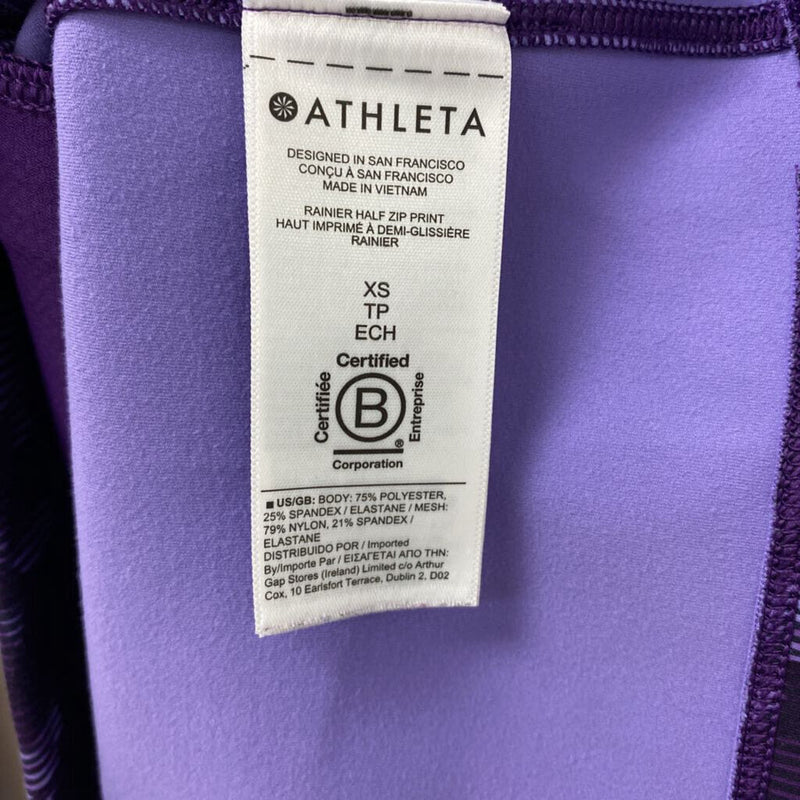 ATHLETA
DESIGNED IN SAN FRANCISCO
CONÇU À SAN FRANCISCO
MADE IN VIETNAM
RAINIER HALF ZIP PRINT
HAUT IMPRIMÉ À DEMI-GLISSIÈRE
RAINIER
XS
TP
ECH
Certified
Certifiée
B
Entreprise
®
Corporation
■ US/GB: BODY: 75% POLYESTER,
25% SPANDEX / ELASTANE / MESH:
79% NYLON, 21% SPANDEX /
ELASTANE
DISTRIBUIDO POR / Imported
By/Importe Par / ΕΙΣΑΓΕΤΑΙ ΑΠΟ ΤΗΝ:
Gap Stores (Ireland) Limited c/o Arthur
Cox, 10 Earlsfort Terrace, Dublin 2, D02